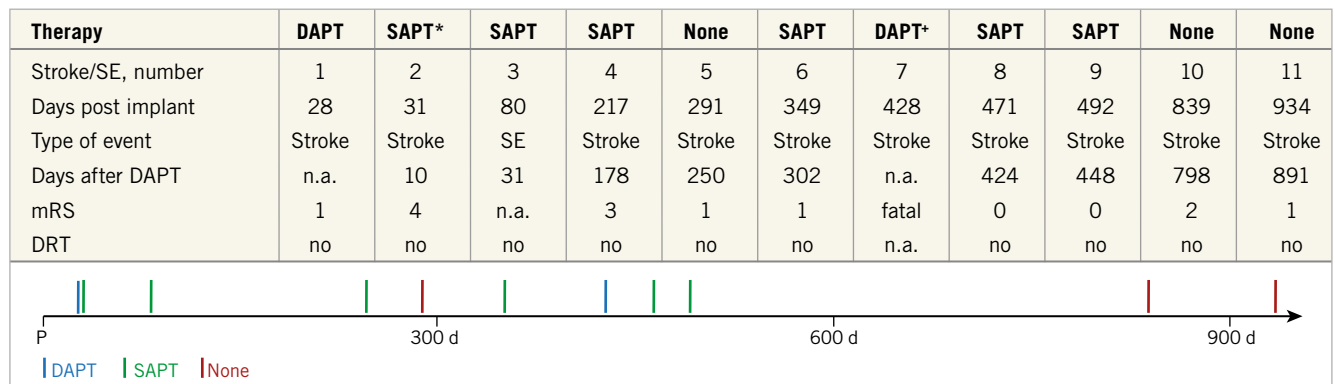 Therapy DAPT SAPT* SAPT SAPT None SAPT DAPT+ SAPT SAPT None None
Stroke/SE, number 1 2 3 4 5 6 7 8 9 10 11
Days post implant 28 31 80 217 291 349 428 471 492 839 934
Type of event Stroke Stroke SE Stroke Stroke Stroke Stroke Stroke Stroke Stroke Stroke
Days after DAPT n.a. 10 31 178 250 302 n.a. 424 448 798 891
mRS 1 4 n.a. 3 1 1 fatal 0 0 2 1
DRT no no no no no no n.a. no no no no
P 300 d 600 d 900 d
DAPT SAPT None